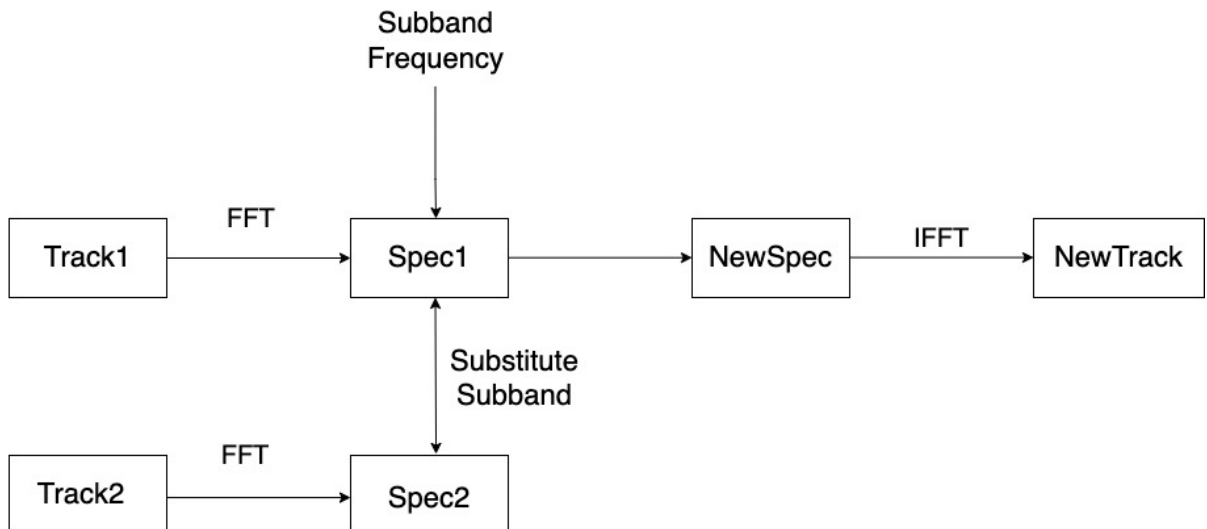 Subband
Frequency
FFT
IFFT
Track1
Spec1
NewSpec
NewTrack
Substitute
Subband
FFT
Track2
Spec2